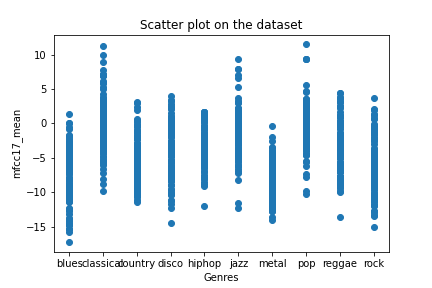 Scatter plot on the dataset
mfcc17_mean
10
5
0
−5
−10
−15
blues classical country disco hiphop jazz metal pop reggae rock
Genres